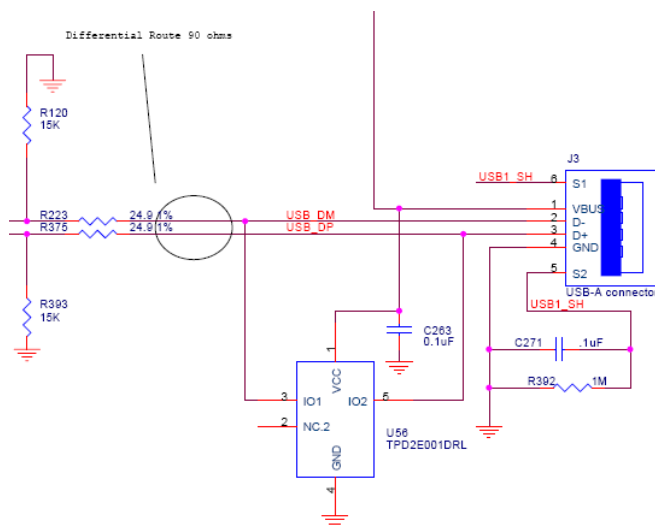 Differential Route 90 ohms
R120
15K
J3
USB1_SH
6
S1
R223
24.9 1%
USB_DM
1
VBUS
2
D-
R375
24.9 1%
USB_DP
3
D+
4
GND
5
S2
USB-A connector
USB1_SH
R393
15K
C263
0.1uF
C271
.1uF
R392
1M
1
VCC
3
IO1
IO2
5
2
NC.2
U56
TPD2E001DRL
GND
4